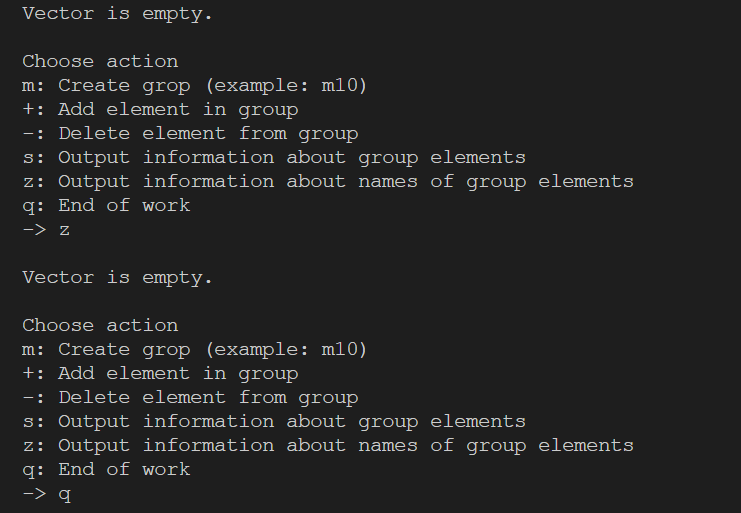 Vector is empty.
Choose action
m: Create grop (example: m10)
+: Add element in group
-: Delete element from group
s: Output information about group elements
z: Output information about names of group elements
q: End of work
-> z
Vector is empty.
Choose action
m: Create grop (example: m10)
+: Add element in group
-: Delete element from group
s: Output information about group elements
z: Output information about names of group elements
q: End of work
-> q